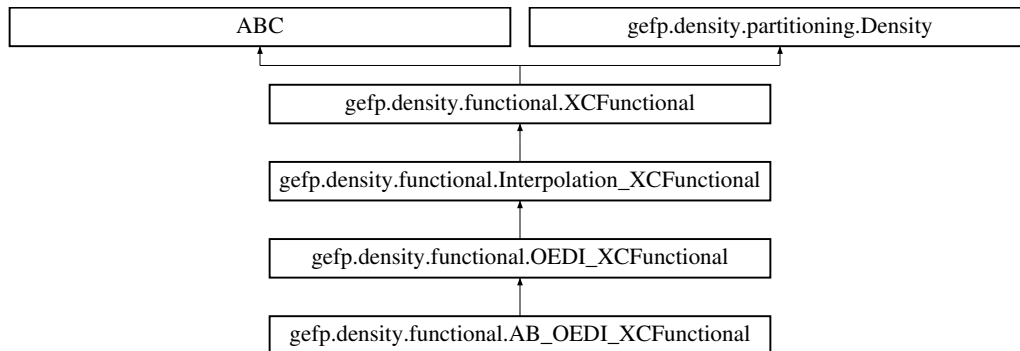 ABC
gefp.density.partitioning.Density
gefp.density.functional.XCFunctional
gefp.density.functional.Interpolation_XCFunctional
gefp.density.functional.OEDI_XCFunctional
gefp.density.functional.AB_OEDI_XCFunctional